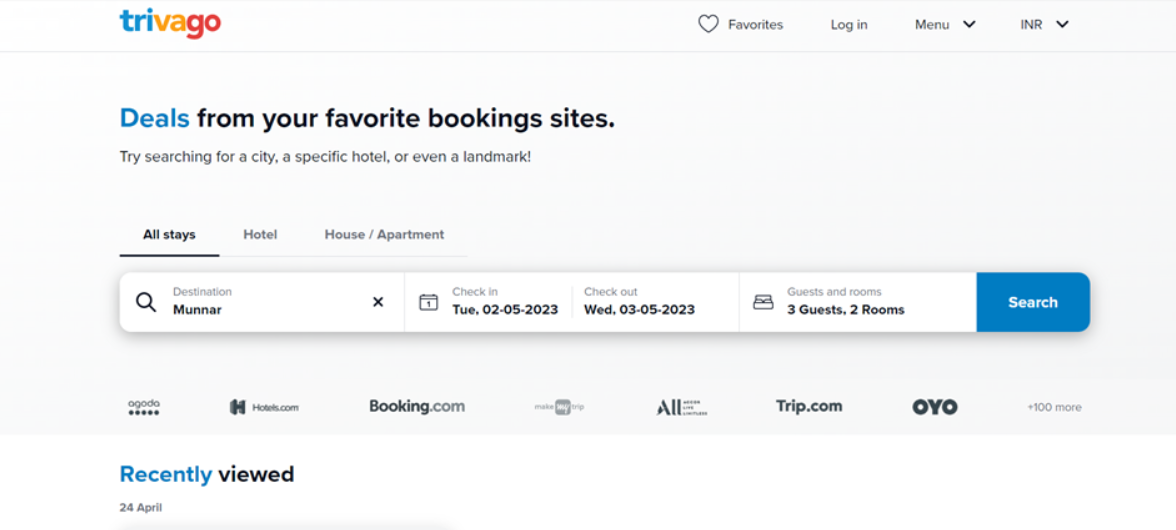 trivago
Favorites Log in Menu INR
Deals from your favorite bookings sites.
Try searching for a city, a specific hotel, or even a landmark!
All stays Hotel House / Apartment
Destination Check in Check out Guests and rooms
Munnar Tue, 02-05-2023 Wed, 03-05-2023 3 Guests, 2 Rooms
Search
agoda Hotels.com Booking.com make my trip ALL ACCOR LIVE LIMITLESS Trip.com OYO +100 more
Recently viewed
24 April